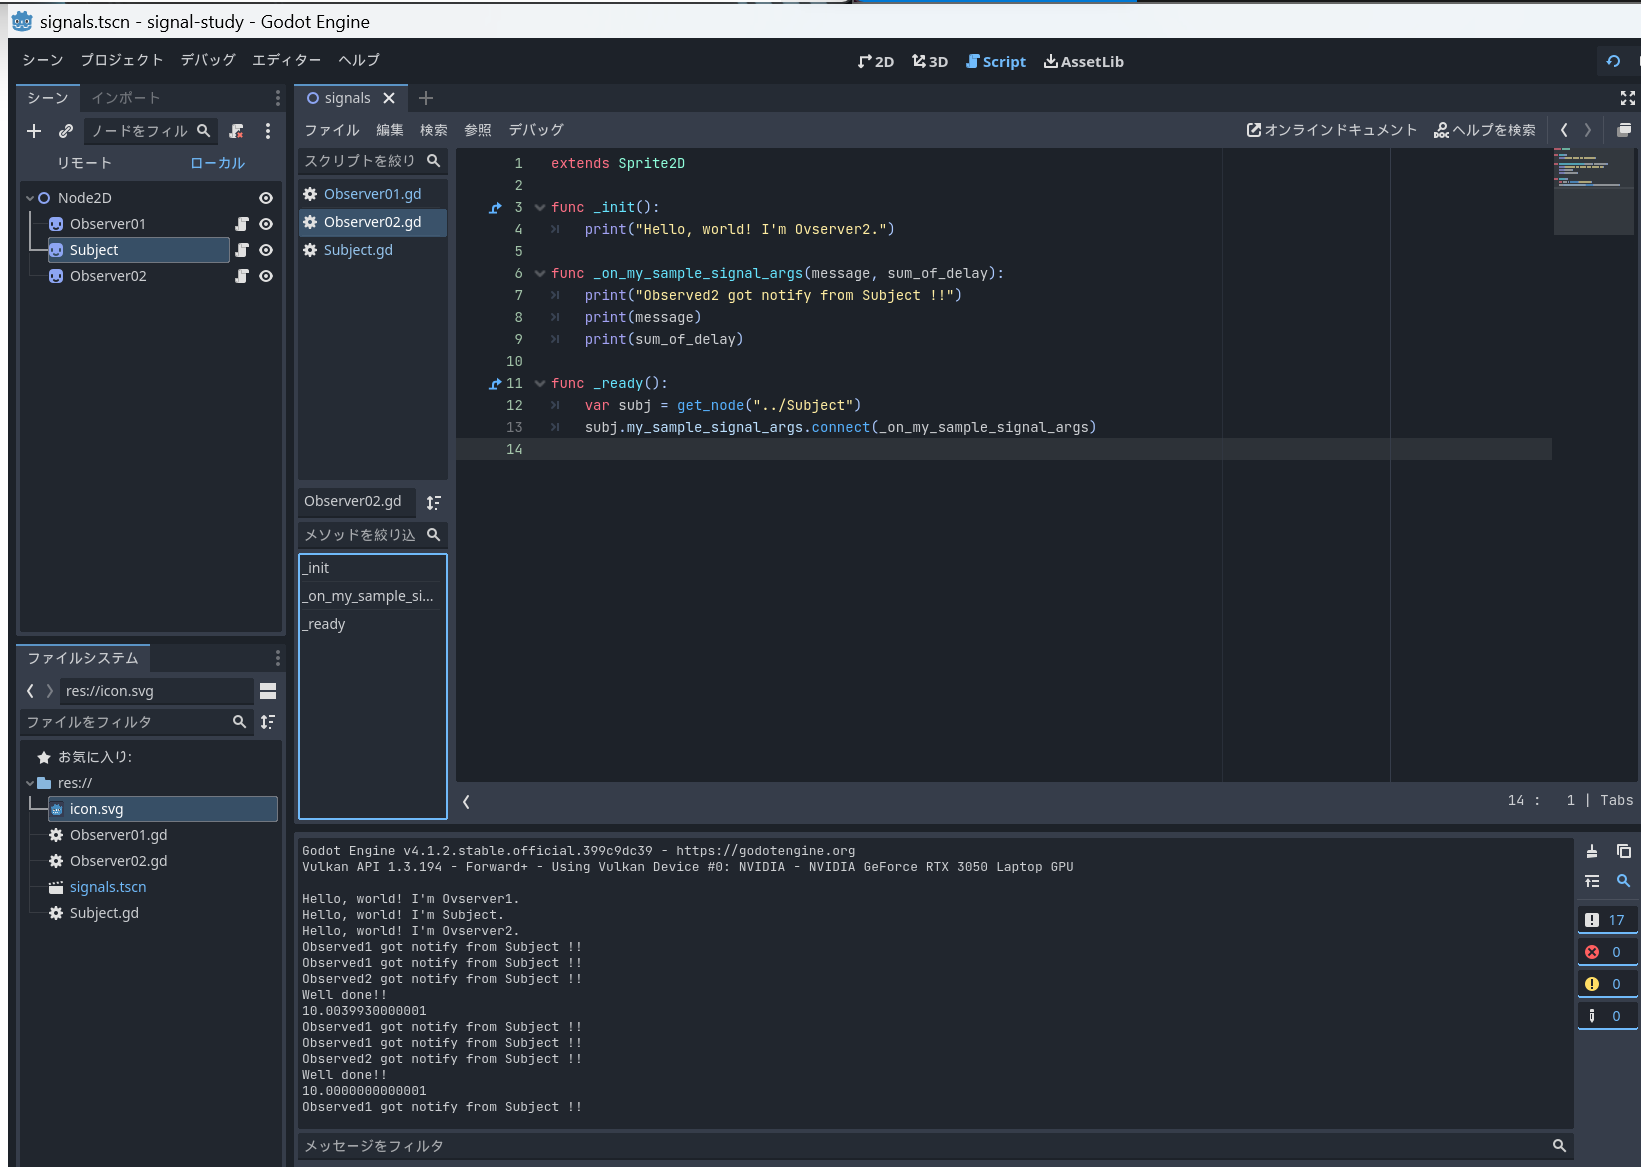 signals.tscn - signal-study - Godot Engine
シーン プロジェクト デバッグ エディター ヘルプ
2D 3D Script AssetLib
シーン インポート
ノードをフィル
リモート ローカル
Node2D
Observer01
Subject
Observer02
signals
ファイル 編集 検索 参照 デバッグ
オンラインドキュメント ヘルプを検索
スクリプトを絞り
Observer01.gd
Observer02.gd
Subject.gd
Observer02.gd
メソッドを絞り込
_init
_on_my_sample_si...
_ready
1 extends Sprite2D
2
3 func _init():
4 print("Hello, world! I'm Ovserver2.")
5
6 func _on_my_sample_signal_args(message, sum_of_delay):
7 print("Observed2 got notify from Subject !!")
8 print(message)
9 print(sum_of_delay)
10
11 func _ready():
12 var subj = get_node("../Subject")
13 subj.my_sample_signal_args.connect(_on_my_sample_signal_args)
14
14 : 1 | Tabs
ファイルシステム
res://icon.svg
ファイルをフィルタ
お気に入り:
res://
icon.svg
Observer01.gd
Observer02.gd
signals.tscn
Subject.gd
Godot Engine v4.1.2.stable.official.399c9dc39 - https://godotengine.org
Vulkan API 1.3.194 - Forward+ - Using Vulkan Device #0: NVIDIA - NVIDIA GeForce RTX 3050 Laptop GPU
Hello, world! I'm Ovserver1.
Hello, world! I'm Subject.
Hello, world! I'm Ovserver2.
Observed1 got notify from Subject !!
Observed1 got notify from Subject !!
Observed2 got notify from Subject !!
Well done!!
10.0039930000001
Observed1 got notify from Subject !!
Observed1 got notify from Subject !!
Observed2 got notify from Subject !!
Well done!!
10.0000000000001
Observed1 got notify from Subject !!
メッセージをフィルタ
17
0
0
0